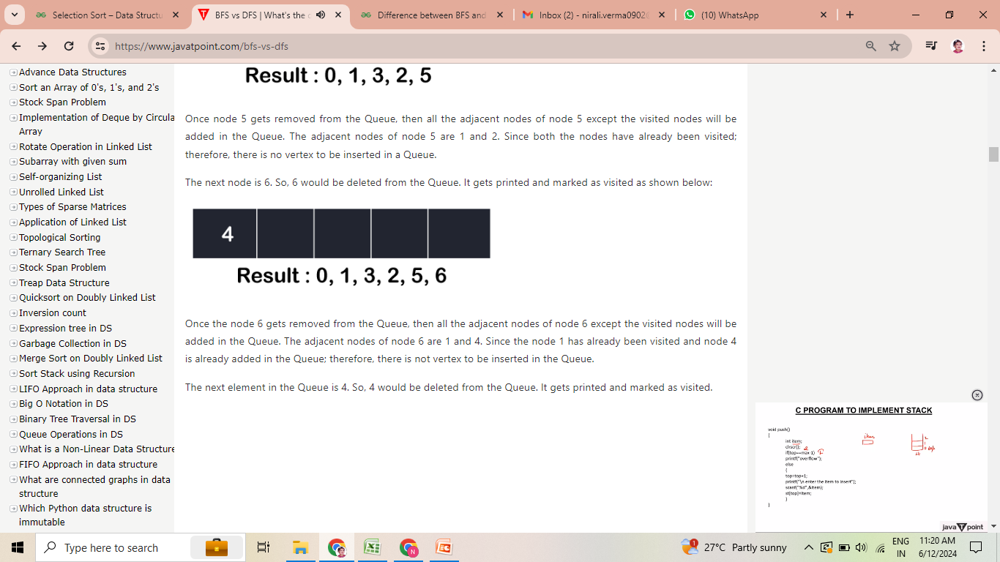 Selection Sort – Data Structu
BFS vs DFS | What's the d
Difference between BFS and
Inbox (2) - nirali.verma0902@
(10) WhatsApp
https://www.javatpoint.com/bfs-vs-dfs
Advance Data Structures
Sort an Array of 0's, 1's, and 2's
Stock Span Problem
Implementation of Deque by Circula
Array
Rotate Operation in Linked List
Subarray with given sum
Self-organizing List
Unrolled Linked List
Types of Sparse Matrices
Application of Linked List
Topological Sorting
Ternary Search Tree
Stock Span Problem
Treap Data Structure
Quicksort on Doubly Linked List
Inversion count
Expression tree in DS
Garbage Collection in DS
Merge Sort on Doubly Linked List
Sort Stack using Recursion
LIFO Approach in data structure
Big O Notation in DS
Binary Tree Traversal in DS
Queue Operations in DS
What is a Non-Linear Data Structure
FIFO Approach in data structure
What are connected graphs in data
structure
Which Python data structure is
immutable
Result : 0, 1, 3, 2, 5
Once node 5 gets removed from the Queue, then all the adjacent nodes of node 5 except the visited nodes will be
added in the Queue. The adjacent nodes of node 5 are 1 and 2. Since both the nodes have already been visited;
therefore, there is no vertex to be inserted in a Queue.
The next node is 6. So, 6 would be deleted from the Queue. It gets printed and marked as visited as shown below:
4
Result : 0, 1, 3, 2, 5, 6
Once the node 6 gets removed from the Queue, then all the adjacent nodes of node 6 except the visited nodes will be
added in the Queue. The adjacent nodes of node 6 are 1 and 4. Since the node 1 has already been visited and node 4
is already added in the Queue; therefore, there is not vertex to be inserted in the Queue.
The next element in the Queue is 4. So, 4 would be deleted from the Queue. It gets printed and marked as visited.
C PROGRAM TO IMPLEMENT STACK
void push()
{
int item;
clrscr();
if(top==max-1)
printf("overflow");
else
{
top=top+1;
printf("\n enter the item to insert");
scanf("%d",&item);
st[top]=item;
}
}
item
2
1
0 top
st
2
F
java T point
Type here to search
N
1
27°C Partly sunny
ENG
IN
11:20 AM
6/12/2024